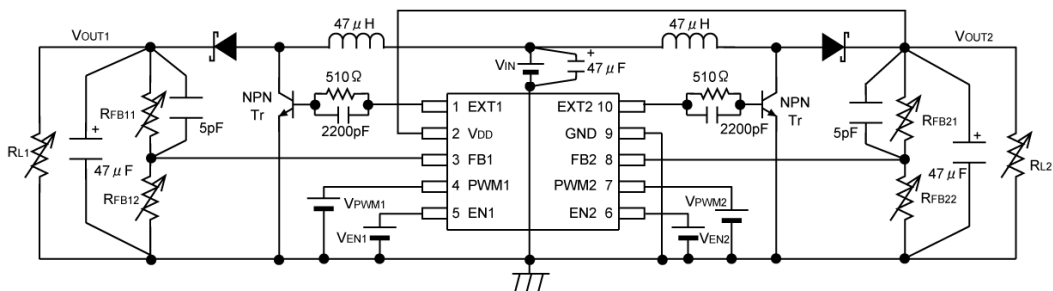 47μH
47μH
VOUT1
VOUT2
VIN
+
47μF
510Ω
510Ω
NPN
Tr
2200pF
1 EXT1
EXT2 10
2200pF
NPN
Tr
RFB11
5pF
2 VDD
GND 9
5pF
RFB21
RL1
+
47μF
3 FB1
FB2 8
+
47μF
RL2
RFB12
4 PWM1
PWM2 7
RFB22
VPWM1
VPWM2
5 EN1
EN2 6
VEN1
VEN2